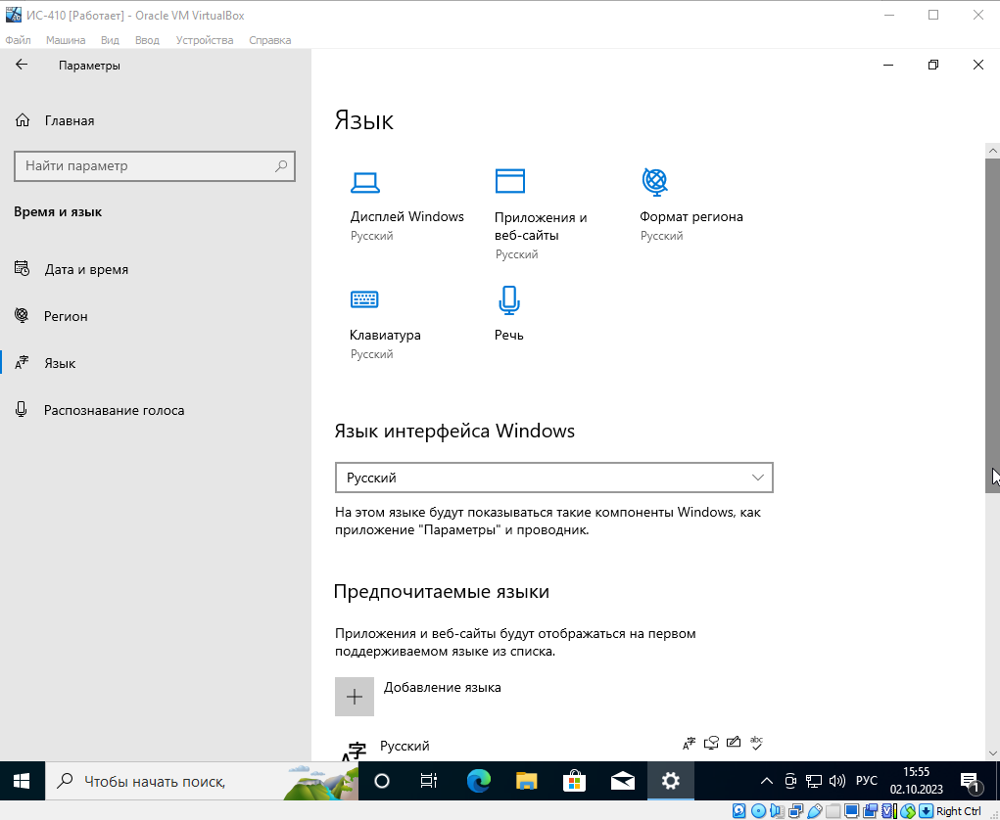 ИС-410 [Работает] - Oracle VM VirtualBox
Файл Машина Вид Ввод Устройства Справка
Параметры
Главная
Найти параметр
Время и язык
Дата и время
Регион
Язык
Распознавание голоса
Язык
Дисплей Windows
Русский
Приложения и
веб-сайты
Русский
Формат региона
Русский
Клавиатура
Русский
Речь
Язык интерфейса Windows
Русский
На этом языке будут показываться такие компоненты Windows, как
приложение "Параметры" и проводник.
Предпочитаемые языки
Приложения и веб-сайты будут отображаться на первом
поддерживаемом языке из списка.
Добавление языка
Русский
Чтобы начать поиск,
РУС
15:55
02.10.2023
1
Right Ctrl